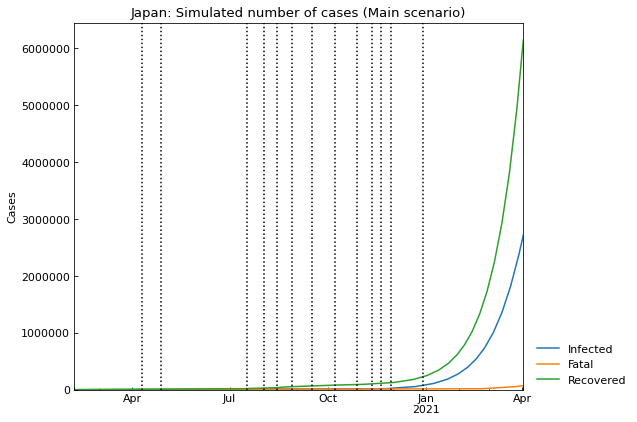 Japan: Simulated number of cases (Main scenario)
6000000
5000000
4000000
3000000
2000000
1000000
0
Cases
Apr
Jul
Oct
Jan
2021
Apr
Infected
Fatal
Recovered